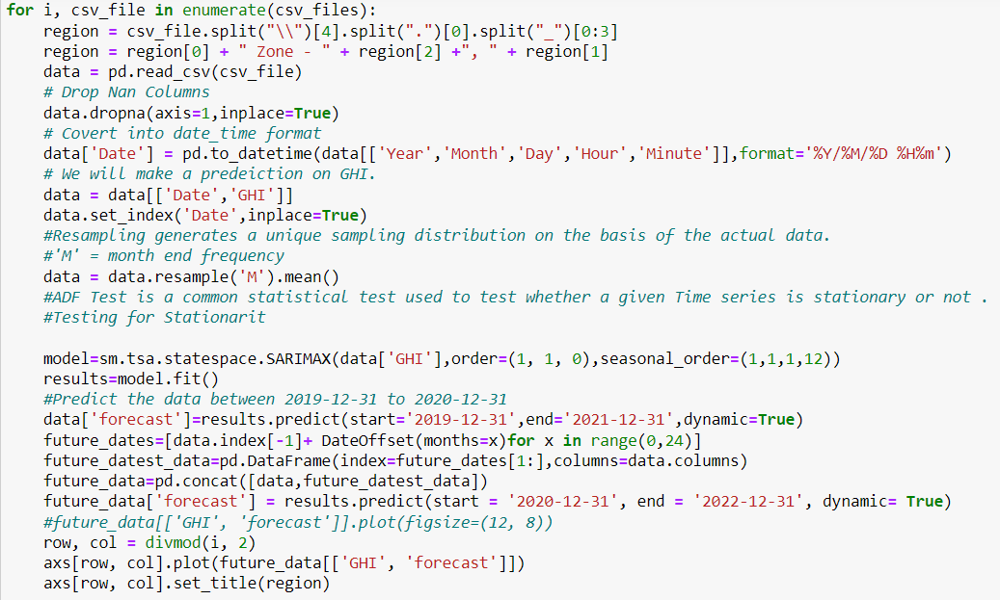 for i, csv_file in enumerate(csv_files):
    region = csv_file.split("\\")[4].split(".")[0].split("_")[0:3]
    region = region[0] + " Zone - " + region[2] +", " + region[1]
    data = pd.read_csv(csv_file)
    # Drop Nan Columns
    data.dropna(axis=1,inplace=True)
    # Covert into date_time format
    data['Date'] = pd.to_datetime(data[['Year','Month','Day','Hour','Minute']],format='%Y/%M/%D %H%m')
    # We will make a predeiction on GHI.
    data = data[['Date','GHI']]
    data.set_index('Date',inplace=True)
    #Resampling generates a unique sampling distribution on the basis of the actual data.
    #'M' = month end frequency
    data = data.resample('M').mean()
    #ADF Test is a common statistical test used to test whether a given Time series is stationary or not .
    #Testing for Stationarit

    model=sm.tsa.statespace.SARIMAX(data['GHI'],order=(1, 1, 0),seasonal_order=(1,1,1,12))
    results=model.fit()
    #Predict the data between 2019-12-31 to 2020-12-31
    data['forecast']=results.predict(start='2019-12-31',end='2021-12-31',dynamic=True)
    future_dates=[data.index[-1]+ DateOffset(months=x)for x in range(0,24)]
    future_datest_data=pd.DataFrame(index=future_dates[1:],columns=data.columns)
    future_data=pd.concat([data,future_datest_data])
    future_data['forecast'] = results.predict(start = '2020-12-31', end = '2022-12-31', dynamic= True)
    #future_data[['GHI', 'forecast']].plot(figsize=(12, 8))
    row, col = divmod(i, 2)
    axs[row, col].plot(future_data[['GHI', 'forecast']])
    axs[row, col].set_title(region)